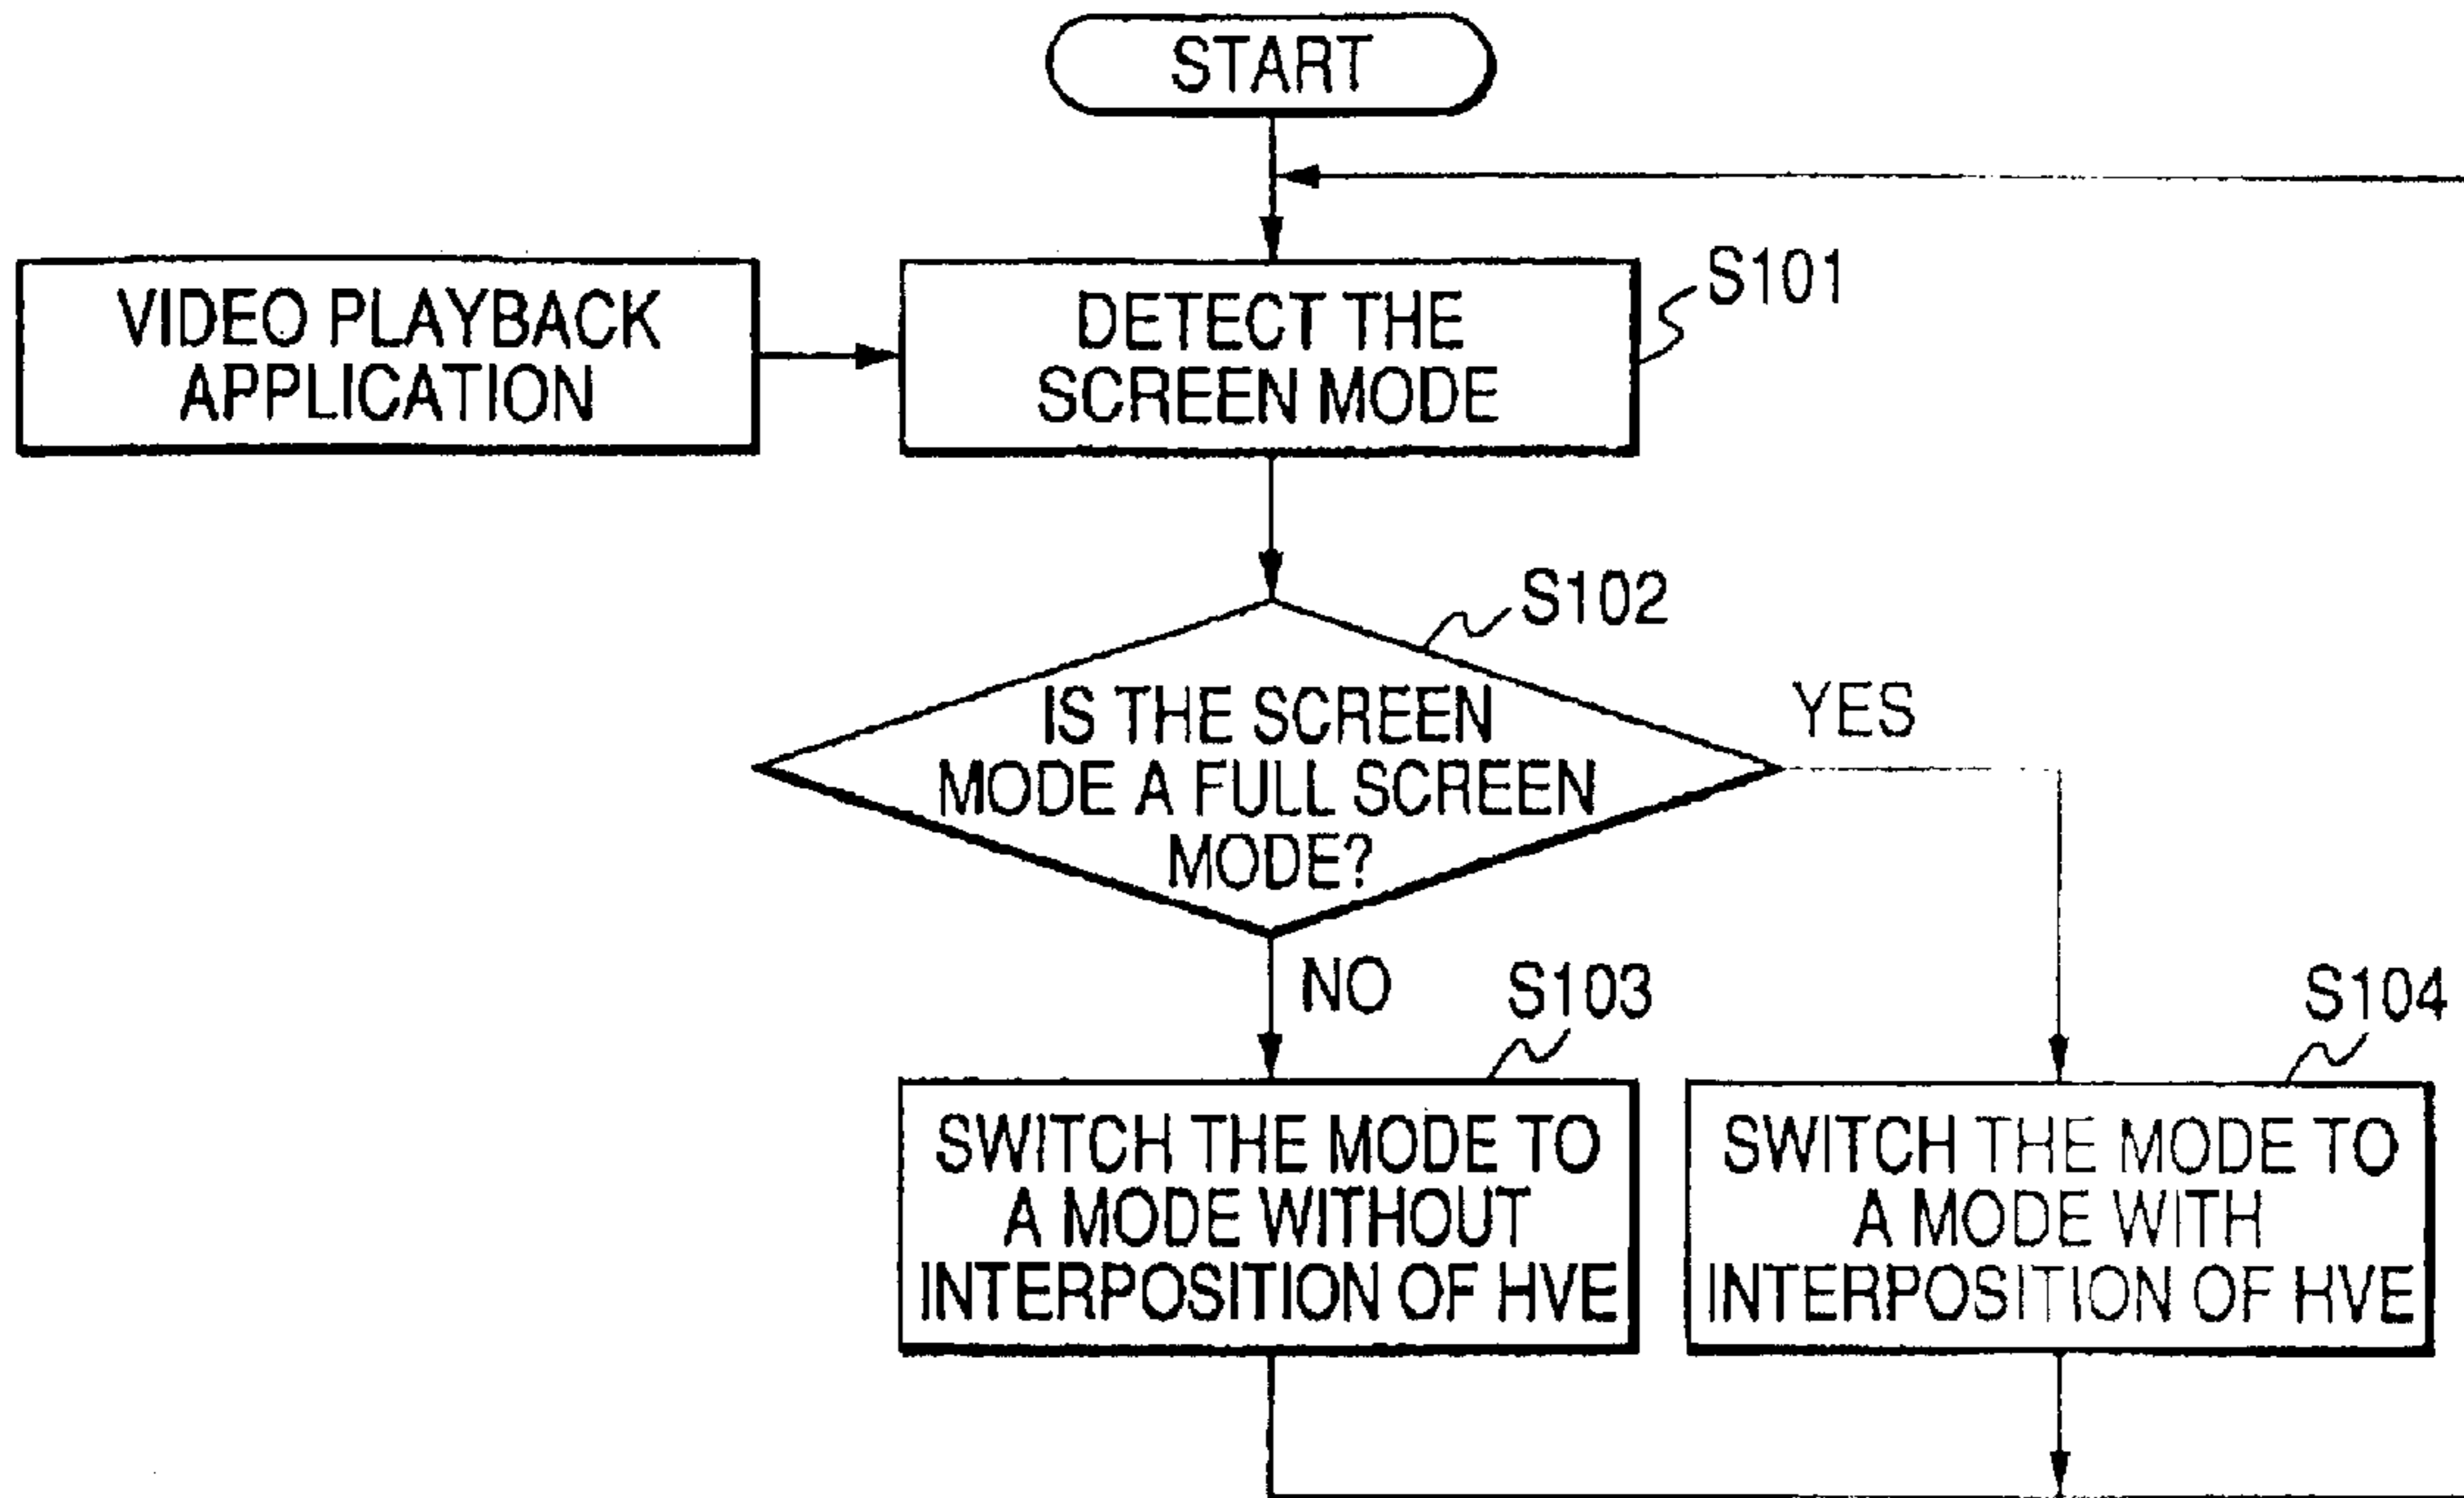 START
VIDEO PLAYBACK
APPLICATION
DETECT THE
SCREEN MODE
S101
S102
IS THE SCREEN
MODE A FULL SCREEN
MODE?
YES
NO
S103
S104
SWITCH THE MODE TO
A MODE WITHOUT
INTERPOSITION OF HVE
SWITCH THE MODE TO
A MODE WITH
INTERPOSITION OF HVE